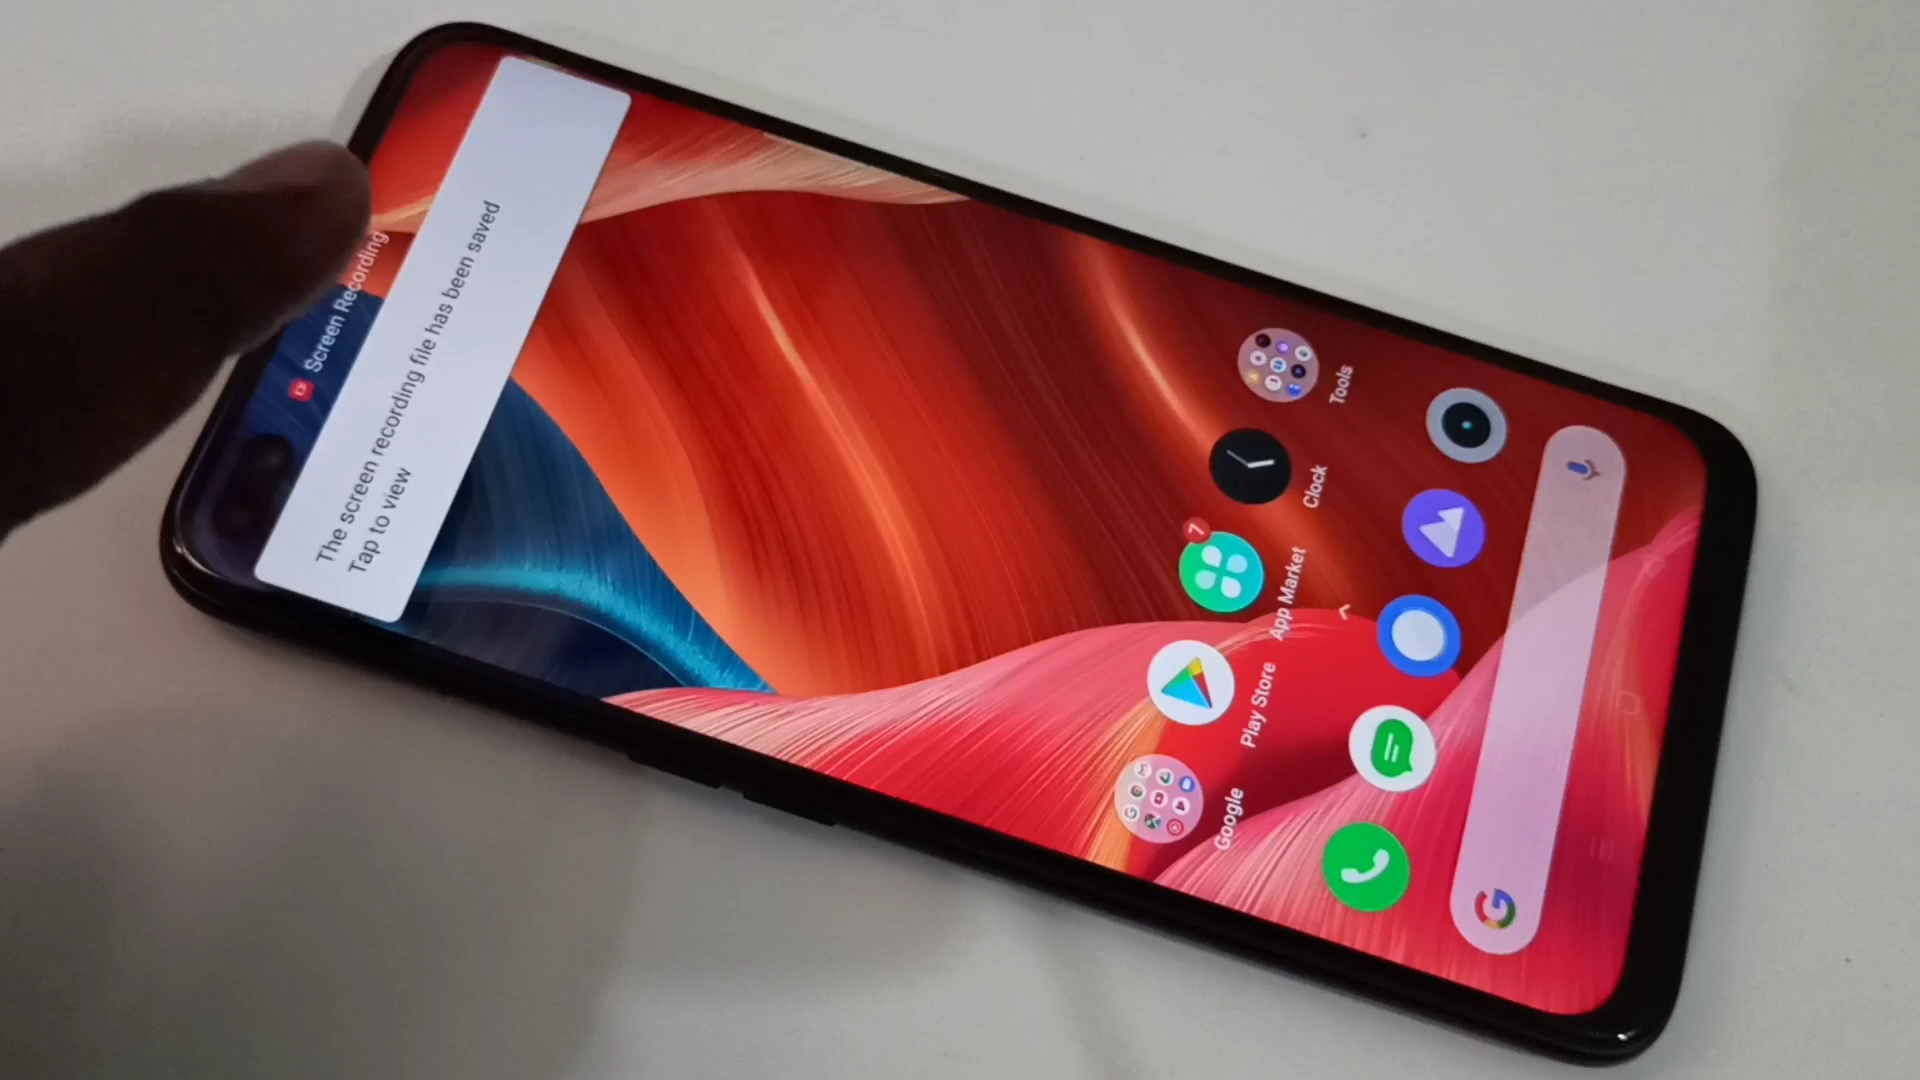 Screen Recording
The screen recording file has been saved
Tap to view
Google
Play Store
7
App Market
Clock
Tools
G